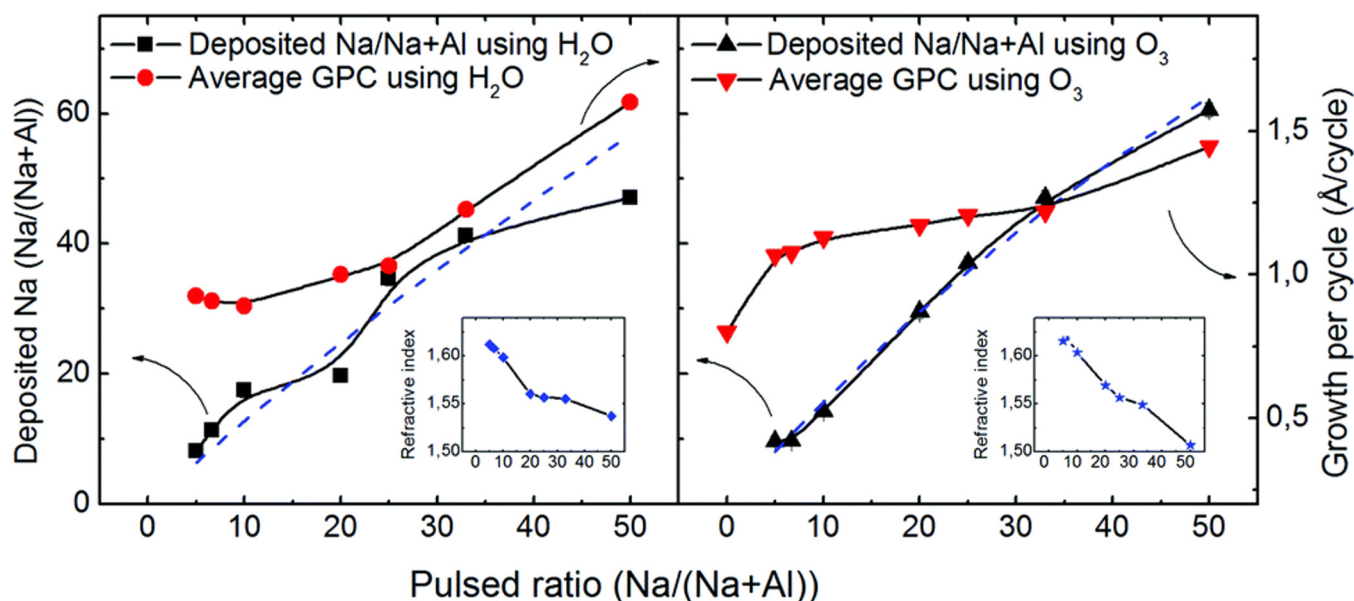 Deposited Na/Na+Al using H₂O
Average GPC using H₂O
Deposited Na/Na+Al using O₃
Average GPC using O₃
Deposited Na (Na/(Na+Al))
60
40
20
0
0 10 20 30 40 50
Refractive index
1,60
1,55
1,50
0 10 20 30 40 50
0 10 20 30 40 50
Refractive index
1,60
1,55
1,50
0 10 20 30 40 50
1,5
1,0
0,5
Growth per cycle (Å/cycle)
Pulsed ratio (Na/(Na+Al))